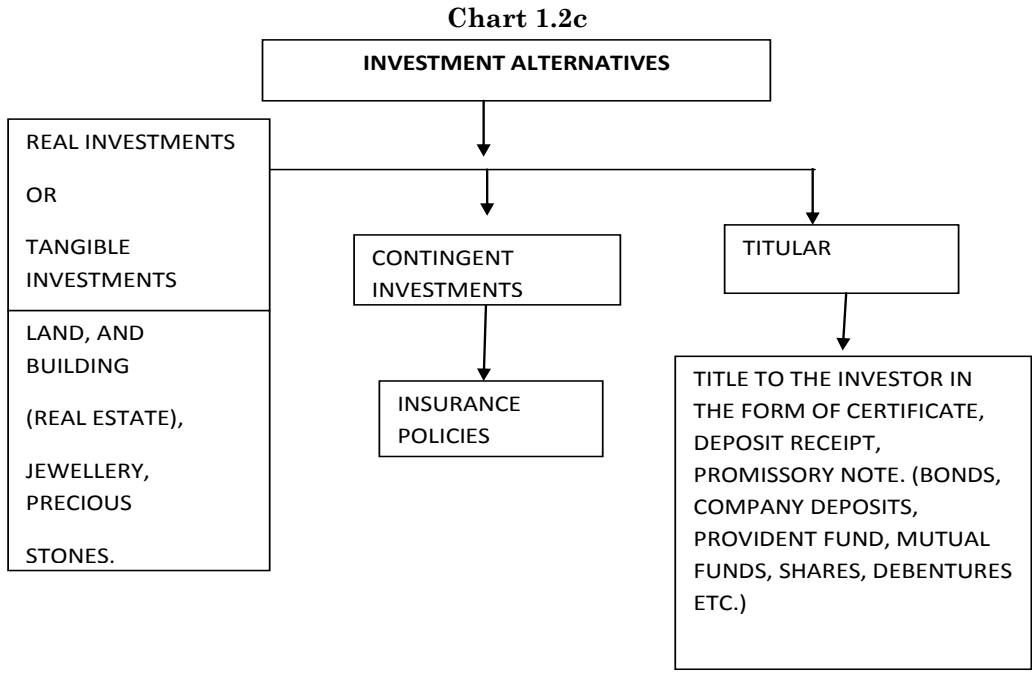 Chart 1.2c
INVESTMENT ALTERNATIVES
REAL INVESTMENTS
OR
TANGIBLE
INVESTMENTS
LAND, AND
BUILDING
(REAL ESTATE),
JEWELLERY,
PRECIOUS
STONES.
CONTINGENT
INVESTMENTS
INSURANCE
POLICIES
TITULAR
TITLE TO THE INVESTOR IN
THE FORM OF CERTIFICATE,
DEPOSIT RECEIPT,
PROMISSORY NOTE. (BONDS,
COMPANY DEPOSITS,
PROVIDENT FUND, MUTUAL
FUNDS, SHARES, DEBENTURES
ETC.)